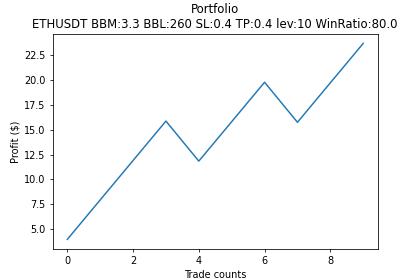 Portfolio
ETHUSDT BBM:3.3 BBL:260 SL:0.4 TP:0.4 lev:10 WinRatio:80.0
Profit ($)
22.5
20.0
17.5
15.0
12.5
10.0
7.5
5.0
0 2 4 6 8
Trade counts